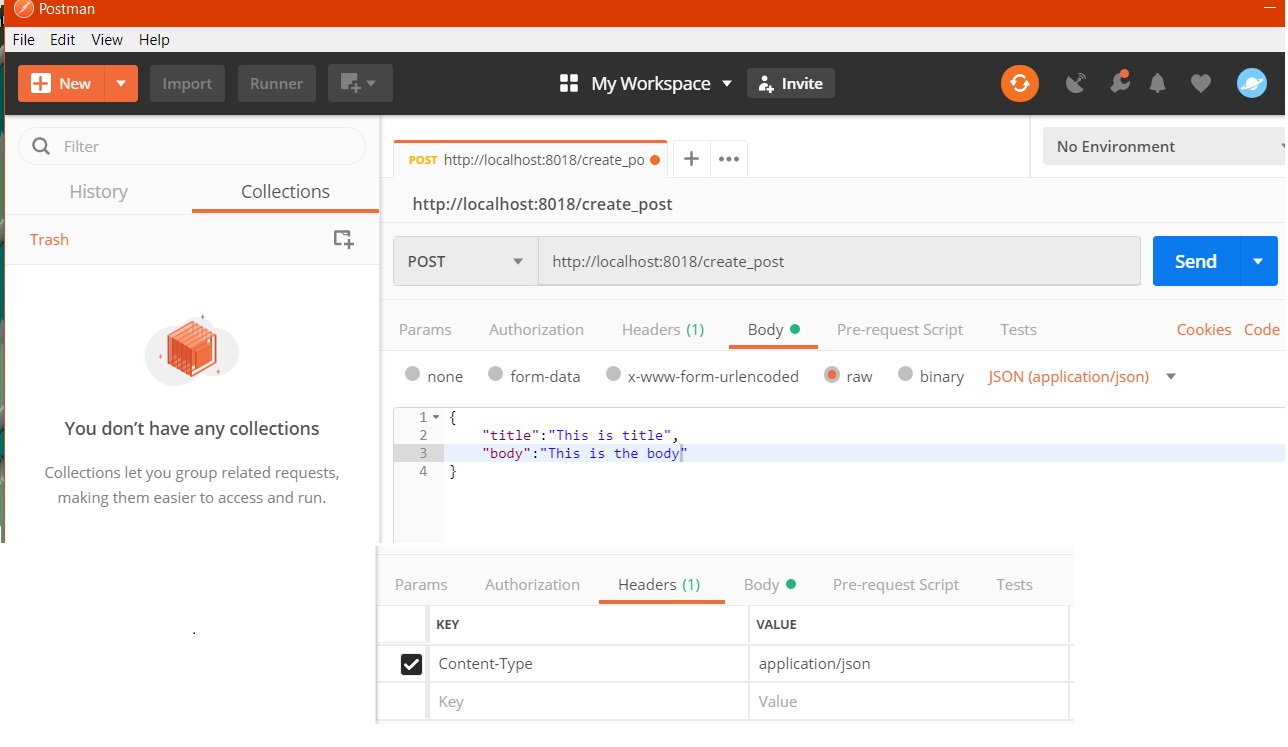 Postman
File Edit View Help
New Import Runner My Workspace Invite
Filter
History Collections
Trash
You don’t have any collections
Collections let you group related requests,
making them easier to access and run.
POST http://localhost:8018/create_po
No Environment
http://localhost:8018/create_post
POST http://localhost:8018/create_post Send
Params Authorization Headers (1) Body Pre-request Script Tests Cookies Code
none form-data x-www-form-urlencoded raw binary JSON (application/json)
1 {
2 "title":"This is title",
3 "body":"This is the body"
4 }
Params Authorization Headers (1) Body Pre-request Script Tests
KEY VALUE
Content-Type application/json
Key Value